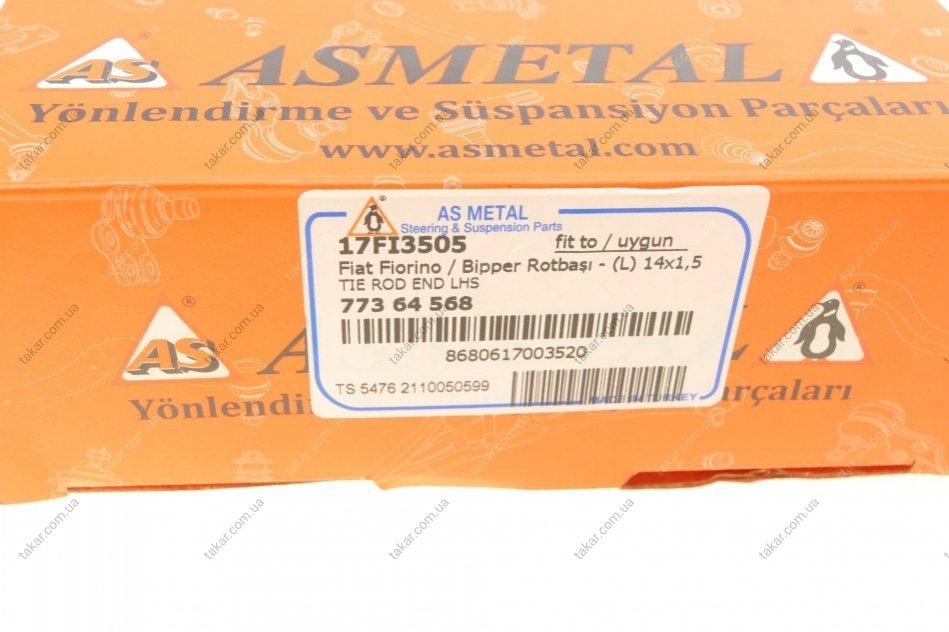 AS ® ASMETAL ®
Yönlendirme ve Süspansiyon Parçaları
www.asmetal.com
® AS METAL
Steering & Suspension Parts
17FI3505 fit to / uygun
Fiat Fiorino / Bipper Rotbaşı - (L) 14x1,5
TIE ROD END LHS
773 64 568
8680617003520
TS 5476 2110050599
MADE IN TURKEY
AS ® A AL ®
Yönlendi rçaları
takar.com.ua